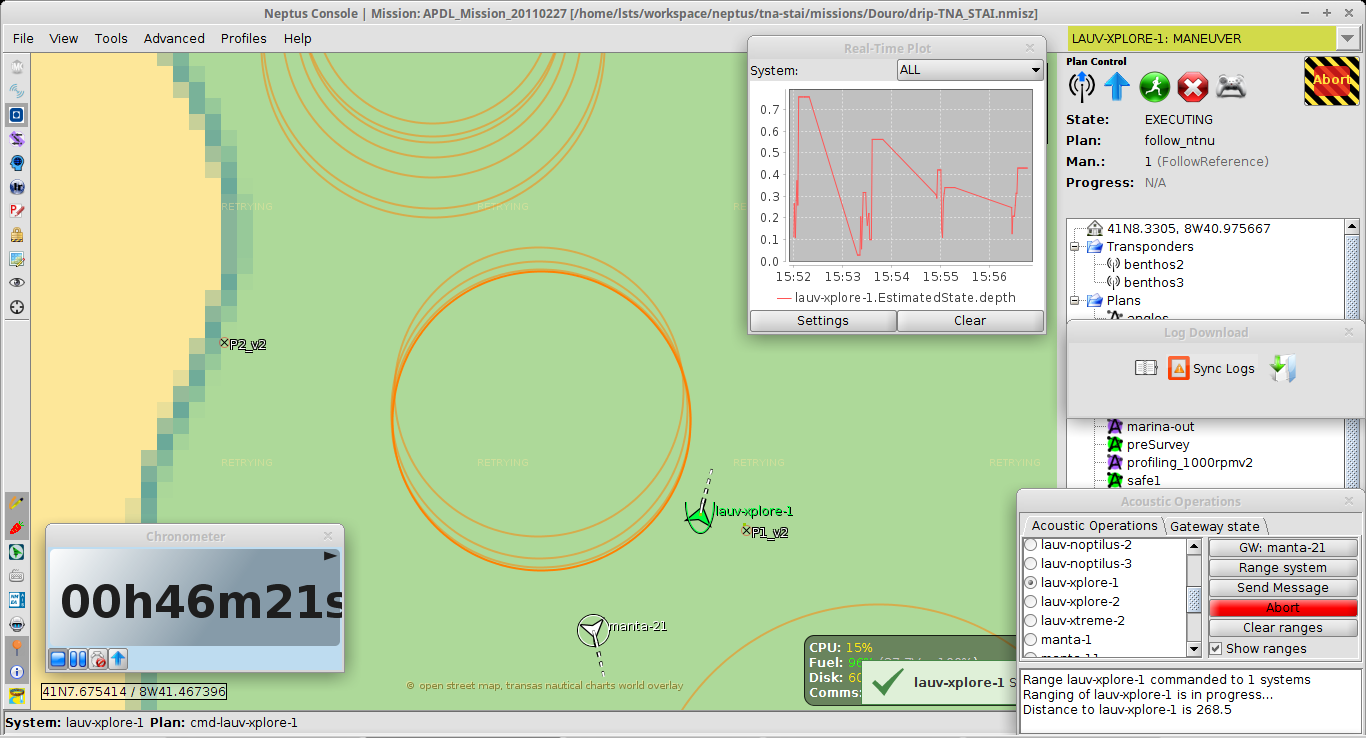 Neptus Console | Mission: APDL_Mission_20110227 [/home/lsts/workspace/neptus/tna-stai/missions/Douro/drip-TNA_STAI.nmisz]
File View Tools Advanced Profiles Help
LAUV-XPLORE-1: MANEUVER
Plan Control
Abort
State: EXECUTING
Plan: follow_ntnu
Man.: 1 (FollowReference)
Progress: N/A
Real-Time Plot
System: ALL
0.7
0.6
0.5
0.4
0.3
0.2
0.1
0.0
15:52 15:53 15:54 15:55 15:56
lauv-xplore-1.EstimatedState.depth
Settings Clear
41N8.3305, 8W40.975667
Transponders
benthos2
benthos3
Plans
angles
Log Download
Sync Logs
marina-out
preSurvey
profiling_1000rpmv2
safe1
RETRYING RETRYING
P2_v2
RETRYING RETRYING RETRYING RETRYING
lauv-xplore-1
P1_v2
manta-21
Chronometer
00h46m21s
41N7.675414 / 8W41.467396
© open street map, transas nautical charts world overlay
CPU: 15%
Fuel:
Disk:
Comms:
lauv-xplore-1 S
Acoustic Operations
Acoustic Operations Gateway state
lauv-noptilus-2
lauv-noptilus-3
lauv-xplore-1
lauv-xplore-2
lauv-xtreme-2
manta-1
manta-11
GW: manta-21
Range system
Send Message
Abort
Clear ranges
Show ranges
Range lauv-xplore-1 commanded to 1 systems
Ranging of lauv-xplore-1 is in progress...
Distance to lauv-xplore-1 is 268.5
System: lauv-xplore-1 Plan: cmd-lauv-xplore-1